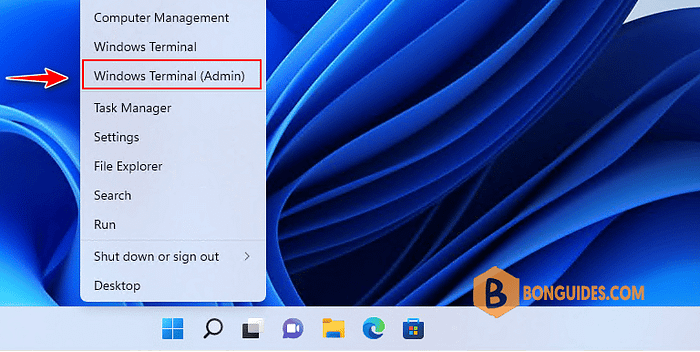 Computer Management
Windows Terminal
Windows Terminal (Admin)
Task Manager
Settings
File Explorer
Search
Run
Shut down or sign out
Desktop
B
BONGUIDES.COM